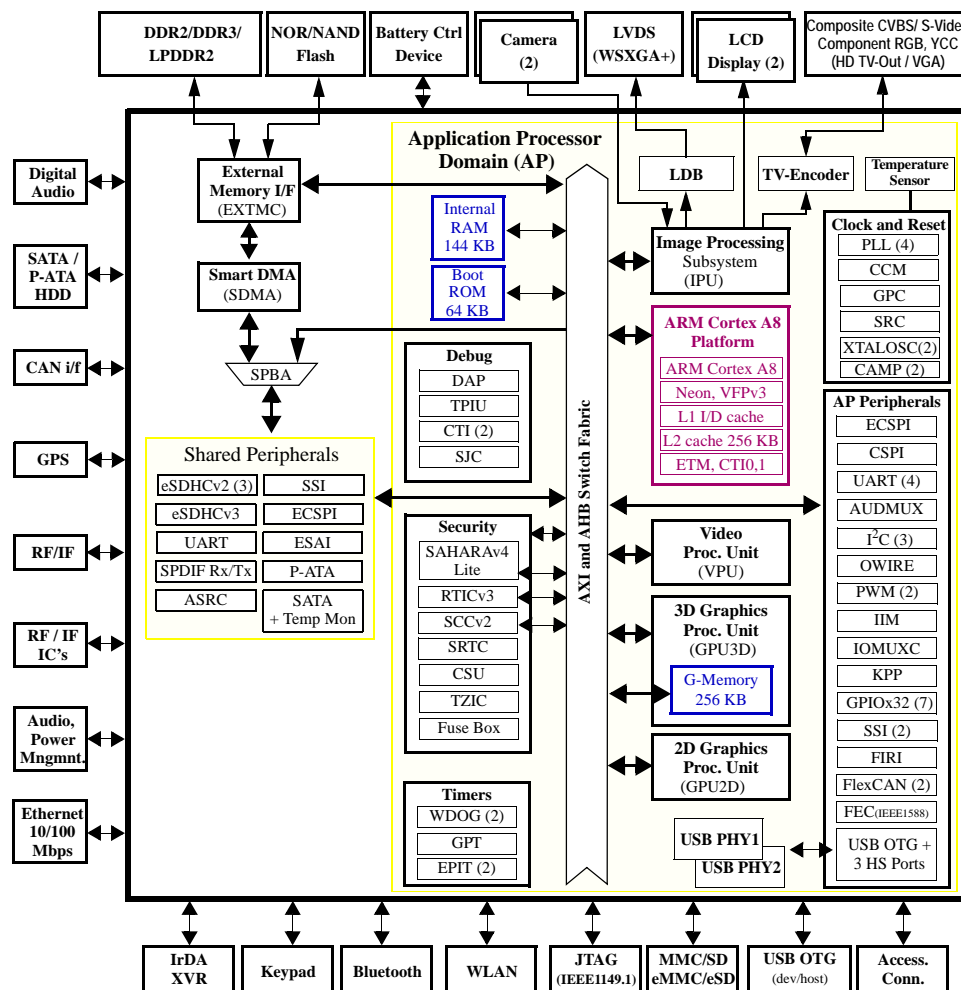 DDR2/DDR3/
LPDDR2
NOR/NAND
Flash
Battery Ctrl
Device
Camera
(2)
LVDS
(WSXGA+)
LCD
Display (2)
Composite CVBS/ S-Vide
Component RGB, YCC
(HD TV-Out / VGA)
Digital
Audio
SATA /
P-ATA
HDD
CAN i/f
GPS
RF/IF
RF / IF
IC's
Audio,
Power
Mngmnt.
Ethernet
10/100
Mbps
External
Memory I/F
(EXTMC)
Smart DMA
(SDMA)
SPBA
Shared Peripherals
eSDHCv2 (3)
SSI
eSDHCv3
ECSPI
UART
ESAI
SPDIF Rx/Tx
P-ATA
ASRC
SATA
+ Temp Mon
Application Processor
Domain (AP)
Internal
RAM
144 KB
Boot
ROM
64 KB
Debug
DAP
TPIU
CTI (2)
SJC
Security
SAHARAv4
Lite
RTICv3
SCCv2
SRTC
CSU
TZIC
Fuse Box
Timers
WDOG (2)
GPT
EPIT (2)
AXI and AHB Switch Fabric
LDB
TV-Encoder
Image Processing
Subsystem
(IPU)
ARM Cortex A8
Platform
ARM Cortex A8
Neon, VFPv3
L1 I/D cache
L2 cache 256 KB
ETM, CTI0,1
Video
Proc. Unit
(VPU)
3D Graphics
Proc. Unit
(GPU3D)
G-Memory
256 KB
2D Graphics
Proc. Unit
(GPU2D)
USB PHY1
USB PHY2
Temperature
Sensor
Clock and Reset
PLL (4)
CCM
GPC
SRC
XTALOSC(2)
CAMP (2)
AP Peripherals
ECSPI
CSPI
UART (4)
AUDMUX
I2C (3)
OWIRE
PWM (2)
IIM
IOMUXC
KPP
GPIOx32 (7)
SSI (2)
FIRI
FlexCAN (2)
FEC(IEEE1588)
USB OTG +
3 HS Ports
IrDA
XVR
Keypad
Bluetooth
WLAN
JTAG
(IEEE1149.1)
MMC/SD
eMMC/eSD
USB OTG
(dev/host)
Access.
Conn.